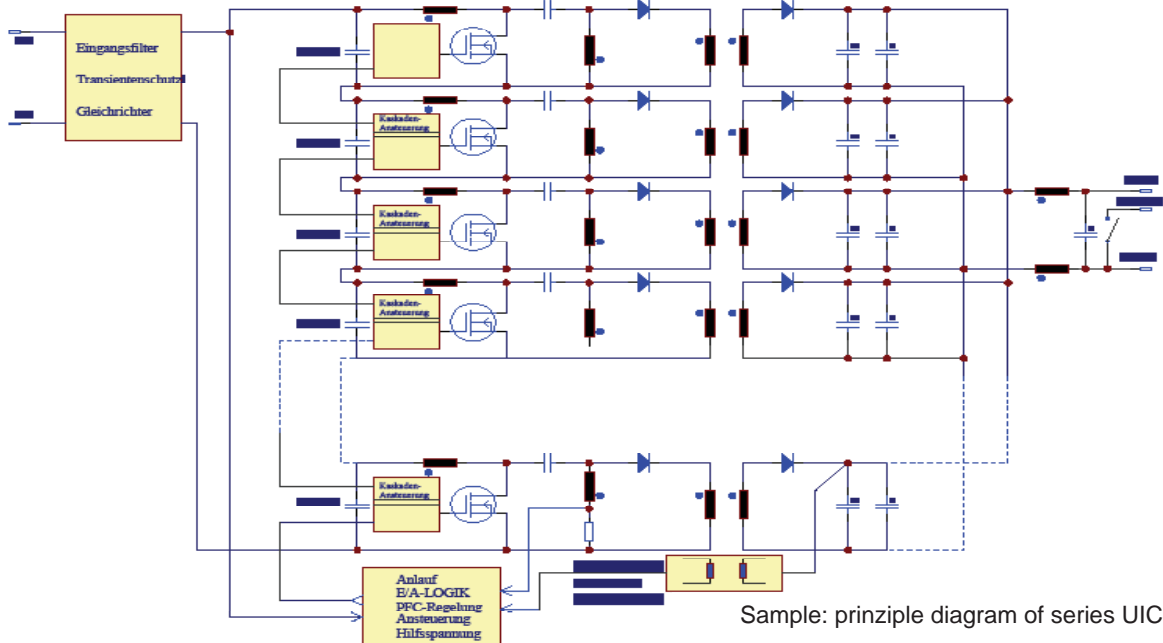 Eingangsfilter
Transientenschutzl
Gleichrichter
Kaskaden-
Ansteuerung
Kaskaden-
Ansteuerung
Kaskaden-
Ansteuerung
Kaskaden-
Ansteuerung
Anlauf
E/A-LOGIK
PFC-Regelung
Ansteuerung
Hilfsspannung
Sample: prinziple diagram of series UIC